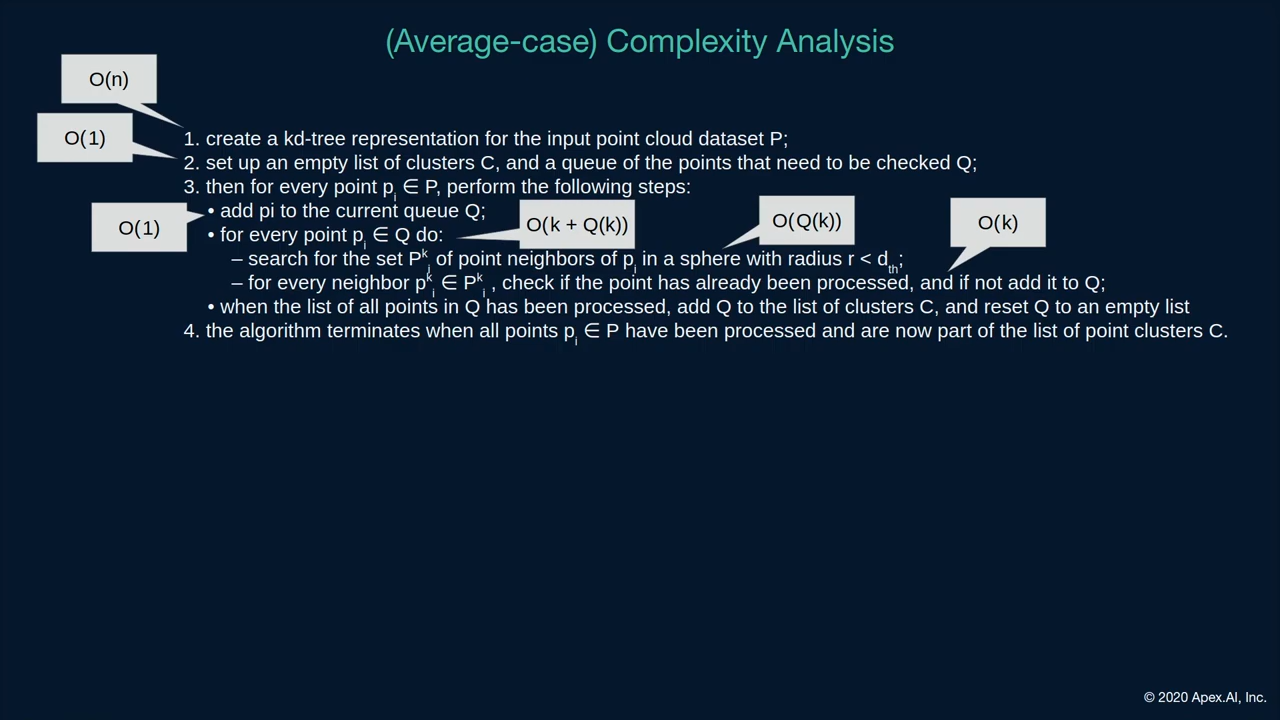 (Average-case) Complexity Analysis
O(n)
O(1)
1. create a kd-tree representation for the input point cloud dataset P;
2. set up an empty list of clusters C, and a queue of the points that need to be checked Q;
3. then for every point pi ∈ P, perform the following steps:
O(1)
• add pi to the current queue Q;
O(k + Q(k))
O(Q(k))
O(k)
• for every point pi ∈ Q do:
– search for the set Pki of point neighbors of pi in a sphere with radius r < dth;
– for every neighbor pki ∈ Pki , check if the point has already been processed, and if not add it to Q;
• when the list of all points in Q has been processed, add Q to the list of clusters C, and reset Q to an empty list
4. the algorithm terminates when all points pi ∈ P have been processed and are now part of the list of point clusters C.
© 2020 Apex.AI, Inc.